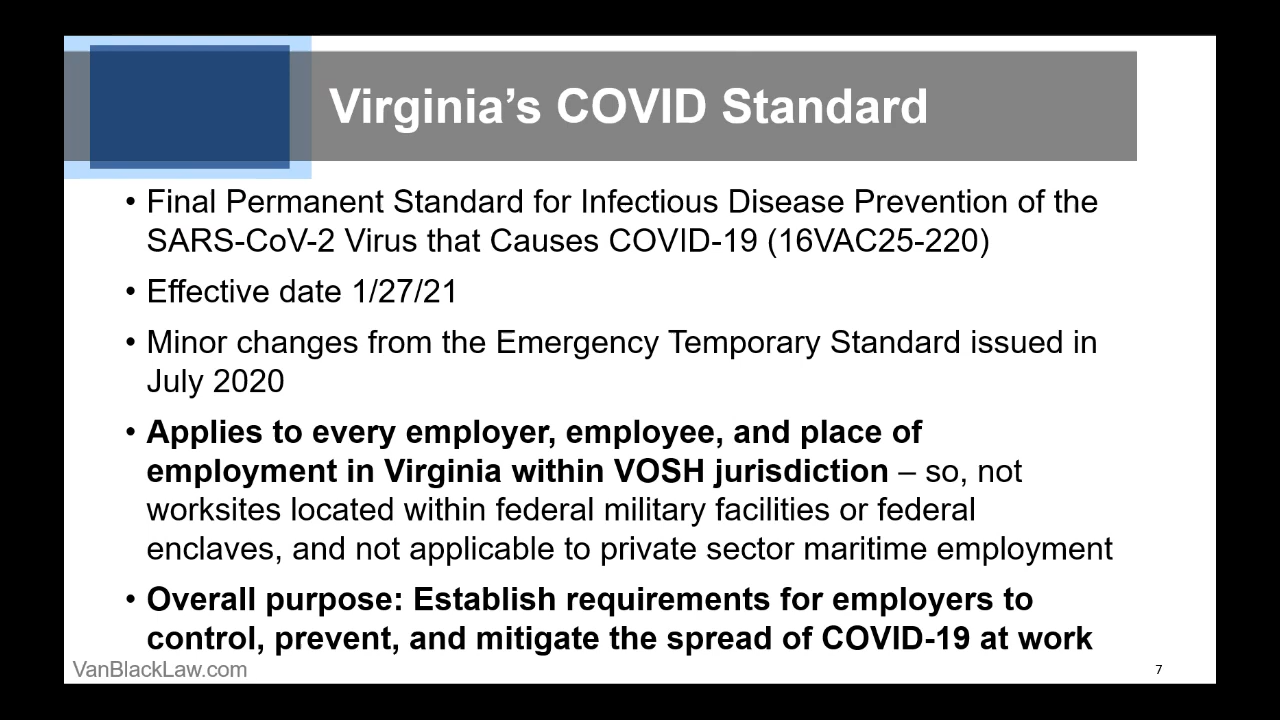 Virginia’s COVID Standard
• Final Permanent Standard for Infectious Disease Prevention of the
SARS-CoV-2 Virus that Causes COVID-19 (16VAC25-220)
• Effective date 1/27/21
• Minor changes from the Emergency Temporary Standard issued in
July 2020
• Applies to every employer, employee, and place of
employment in Virginia within VOSH jurisdiction – so, not
worksites located within federal military facilities or federal
enclaves, and not applicable to private sector maritime employment
• Overall purpose: Establish requirements for employers to
control, prevent, and mitigate the spread of COVID-19 at work
VanBlackLaw.com
7